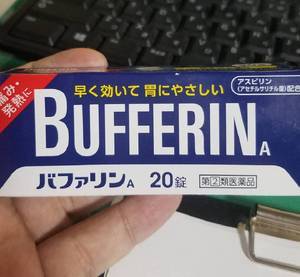 痛み・
発熱に
早く効いて 胃にやさしい
アスピリン
(アセチルサリチル酸)配合
BUFFERIN A
バファリンA 20錠 指定第②類医薬品